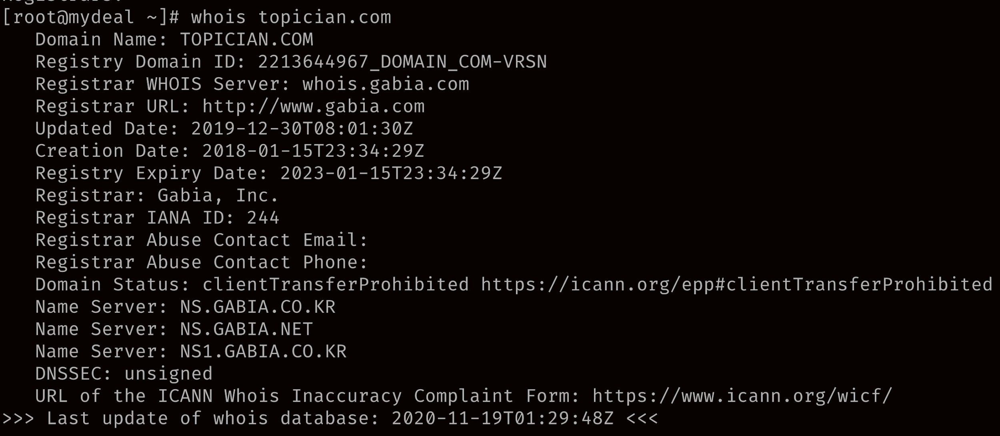 [root@mydeal ~]# whois topician.com
Domain Name: TOPICIAN.COM
Registry Domain ID: 2213644967_DOMAIN_COM-VRSN
Registrar WHOIS Server: whois.gabia.com
Registrar URL: http://www.gabia.com
Updated Date: 2019-12-30T08:01:30Z
Creation Date: 2018-01-15T23:34:29Z
Registry Expiry Date: 2023-01-15T23:34:29Z
Registrar: Gabia, Inc.
Registrar IANA ID: 244
Registrar Abuse Contact Email:
Registrar Abuse Contact Phone:
Domain Status: clientTransferProhibited https://icann.org/epp#clientTransferProhibited
Name Server: NS.GABIA.CO.KR
Name Server: NS.GABIA.NET
Name Server: NS1.GABIA.CO.KR
DNSSEC: unsigned
URL of the ICANN Whois Inaccuracy Complaint Form: https://www.icann.org/wicf/
>>> Last update of whois database: 2020-11-19T01:29:48Z <<<